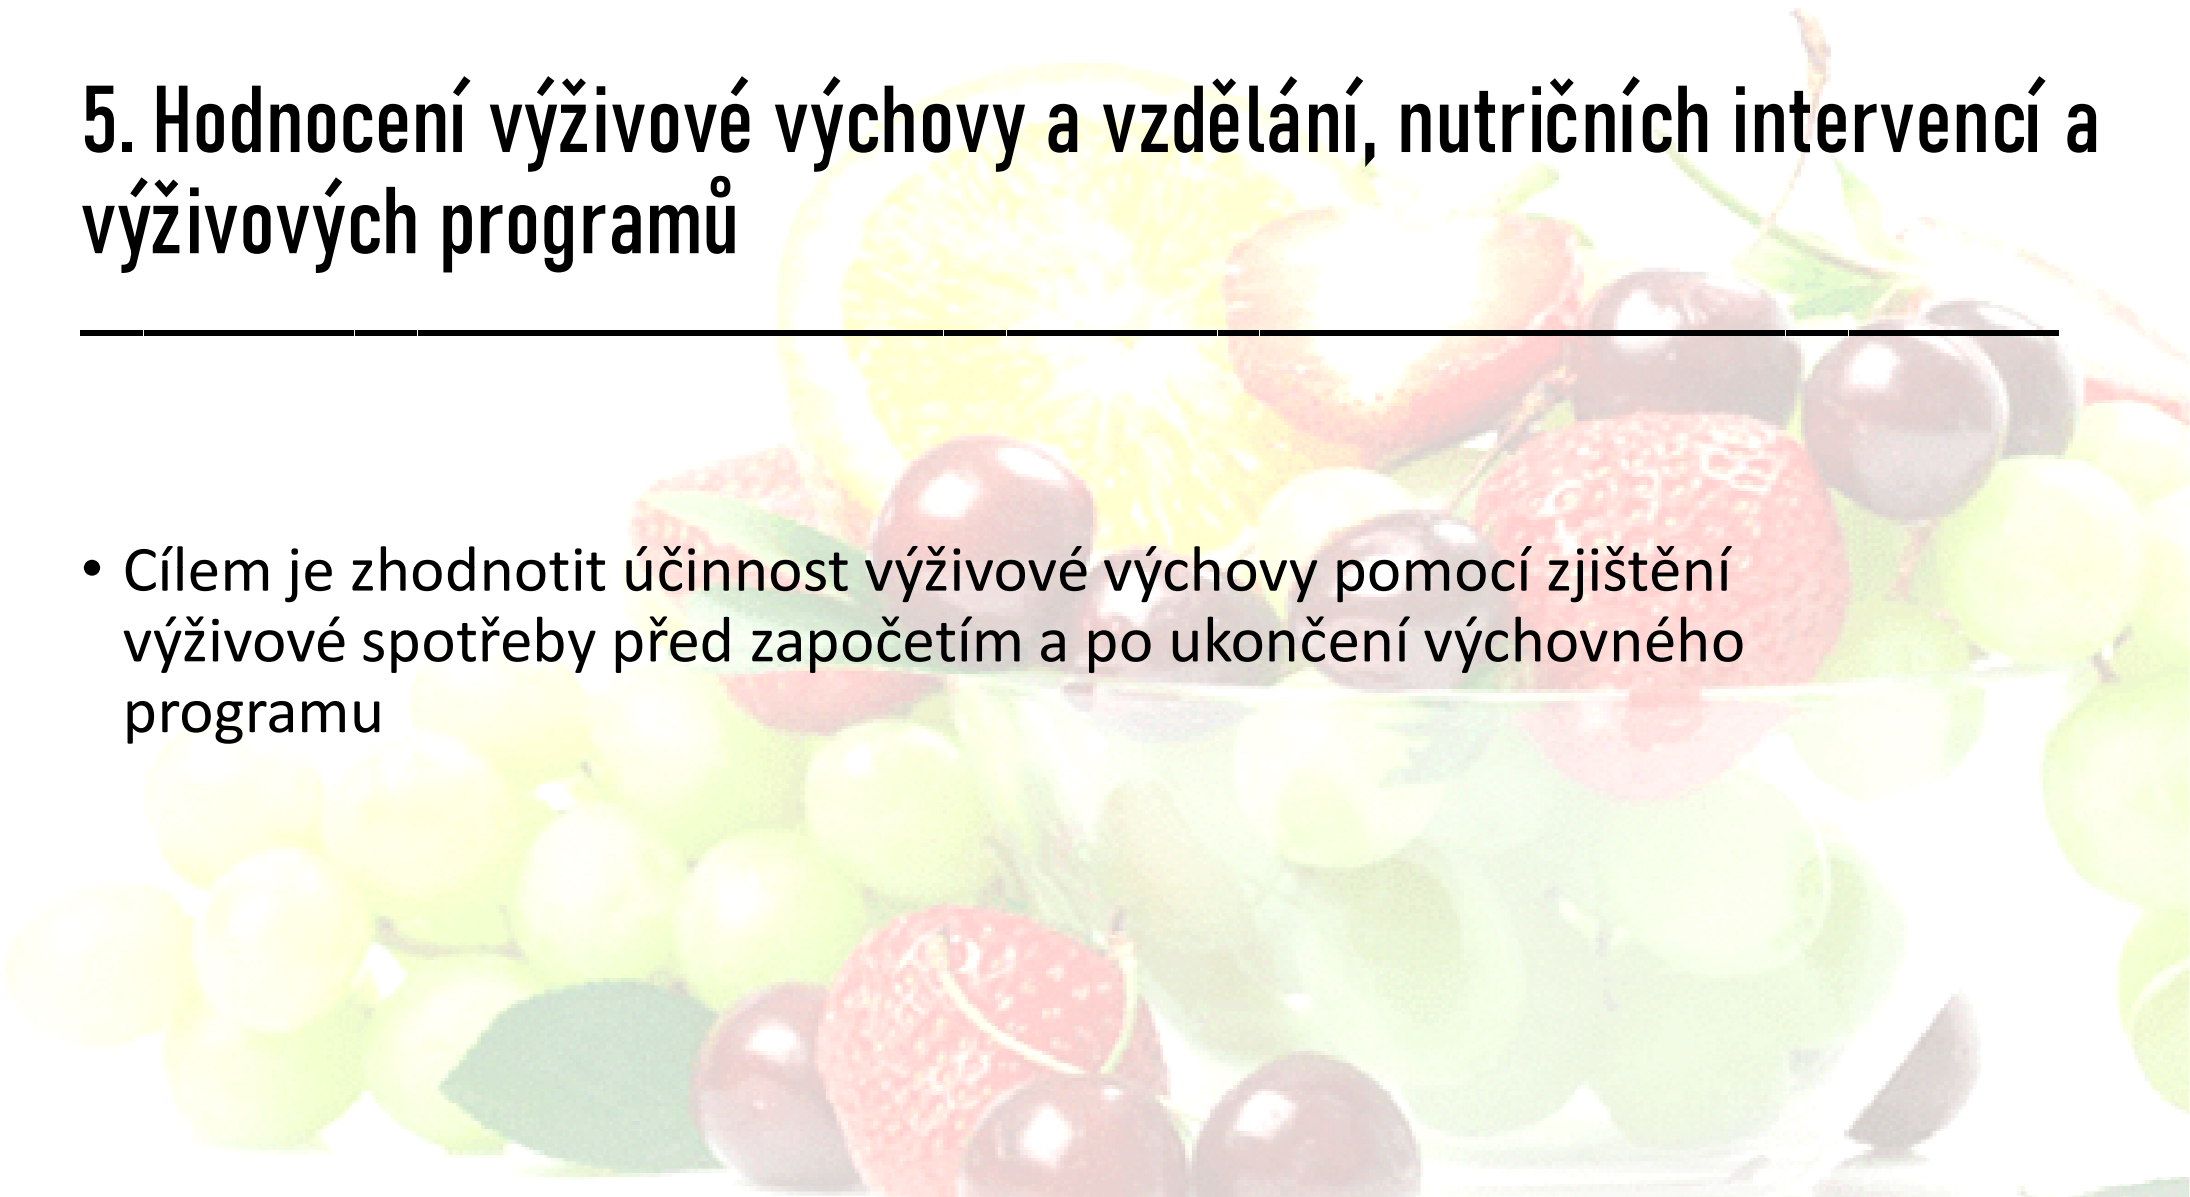 5. Hodnocení výživové výchovy a vzdělání, nutričních intervencí a
výživových programů
• Cílem je zhodnotit účinnost výživové výchovy pomocí zjištění
výživové spotřeby před započetím a po ukončení výchovného
programu